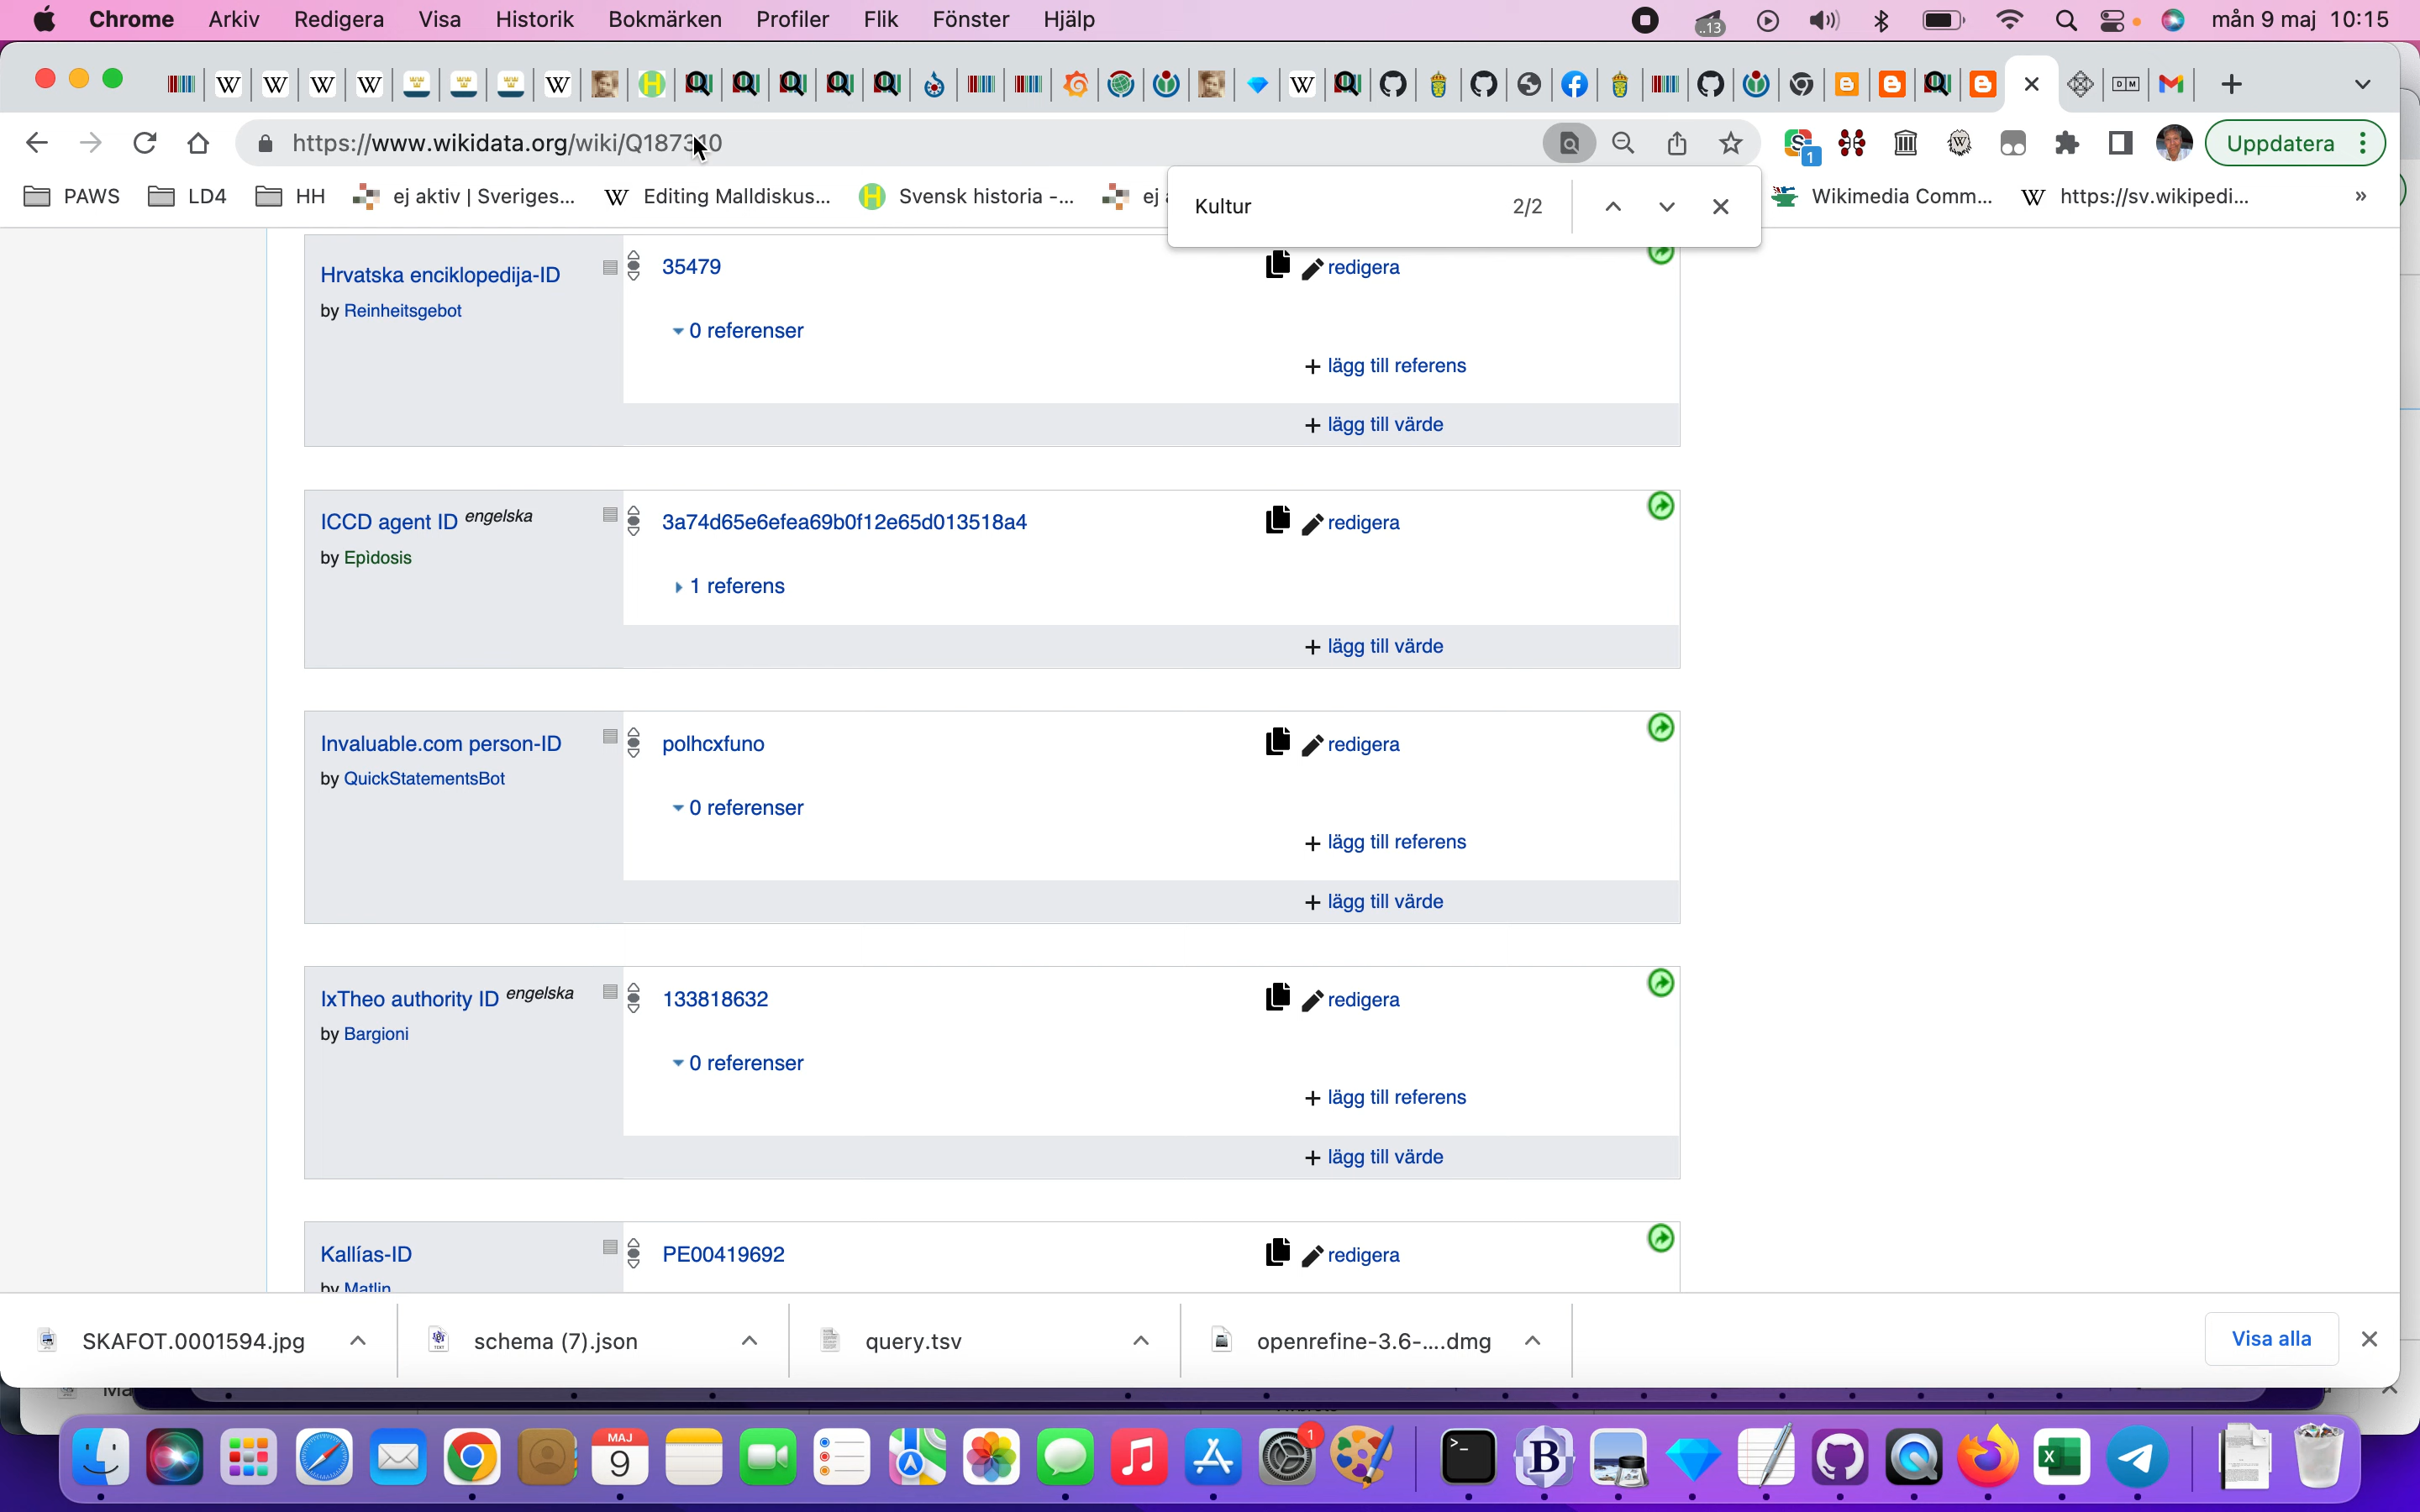 Chrome Arkiv Redigera Visa Historik Bokmärken Profiler Flik Fönster Hjälp ..13 mån 9 maj 10:15
https://www.wikidata.org/wiki/Q187310 1 Uppdatera
PAWS LD4 HH ej aktiv | Sveriges... Editing Malldiskus... Svensk historia -... ej Wikimedia Comm... https://sv.wikipedi... »
Kultur 2/2
Hrvatska enciklopedija-ID 35479 redigera
by Reinheitsgebot
0 referenser
+ lägg till referens
+ lägg till värde
ICCD agent ID engelska 3a74d65e6efea69b0f12e65d013518a4 redigera
by Epìdosis
1 referens
+ lägg till värde
Invaluable.com person-ID polhcxfuno redigera
by QuickStatementsBot
0 referenser
+ lägg till referens
+ lägg till värde
IxTheo authority ID engelska 133818632 redigera
by Bargioni
0 referenser
+ lägg till referens
+ lägg till värde
Kallías-ID PE00419692 redigera
by Matlin
SKAFOT.0001594.jpg schema (7).json query.tsv openrefine-3.6-....dmg Visa alla
MAJ
9
1